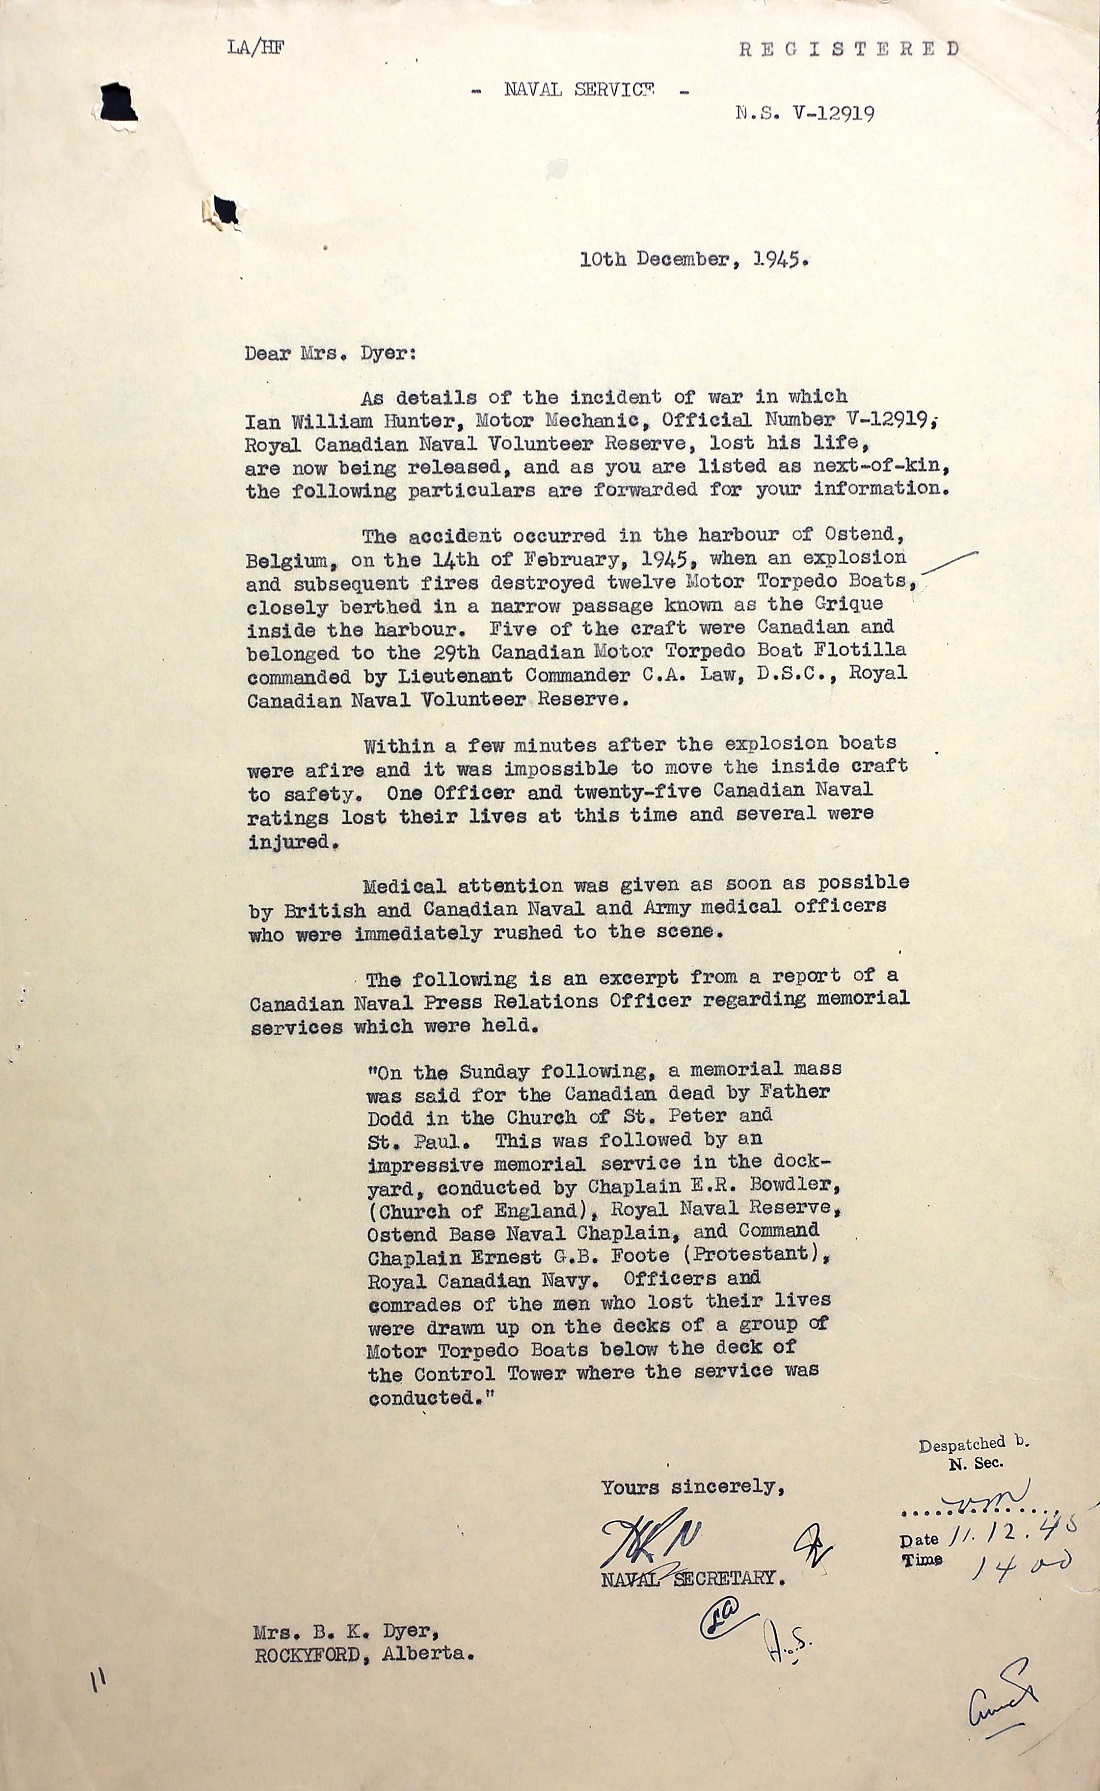 LA/HF
REGISTERED
- NAVAL SERVICE -
N.S. V-12919
10th December, 1945.
Dear Mrs. Dyer:
As details of the incident of war in which
Ian William Hunter, Motor Mechanic, Official Number V-12919,
Royal Canadian Naval Volunteer Reserve, lost his life,
are now being released, and as you are listed as next-of-kin,
the following particulars are forwarded for your information.
The accident occurred in the harbour of Ostend,
Belgium, on the 14th of February, 1945, when an explosion
and subsequent fires destroyed twelve Motor Torpedo Boats,
closely berthed in a narrow passage known as the Grique
inside the harbour. Five of the craft were Canadian and
belonged to the 29th Canadian Motor Torpedo Boat Flotilla
commanded by Lieutenant Commander C.A. Law, D.S.C., Royal
Canadian Naval Volunteer Reserve.
Within a few minutes after the explosion boats
were afire and it was impossible to move the inside craft
to safety. One Officer and twenty-five Canadian Naval
ratings lost their lives at this time and several were
injured.
Medical attention was given as soon as possible
by British and Canadian Naval and Army medical officers
who were immediately rushed to the scene.
The following is an excerpt from a report of a
Canadian Naval Press Relations Officer regarding memorial
services which were held.
"On the Sunday following, a memorial mass
was said for the Canadian dead by Father
Dodd in the Church of St. Peter and
St. Paul. This was followed by an
impressive memorial service in the dock-
yard, conducted by Chaplain E.R. Bowdler,
(Church of England), Royal Naval Reserve,
Ostend Base Naval Chaplain, and Command
Chaplain Ernest G.B. Foote (Protestant),
Royal Canadian Navy. Officers and
comrades of the men who lost their lives
were drawn up on the decks of a group of
Motor Torpedo Boats below the deck of
the Control Tower where the service was
conducted."
Despatched b.
N. Sec.
Date 11.12.45
Time 1400
Yours sincerely,
NAVAL SECRETARY.
LA
H.S.
Mrs. B. K. Dyer,
ROCKYFORD, Alberta.
11